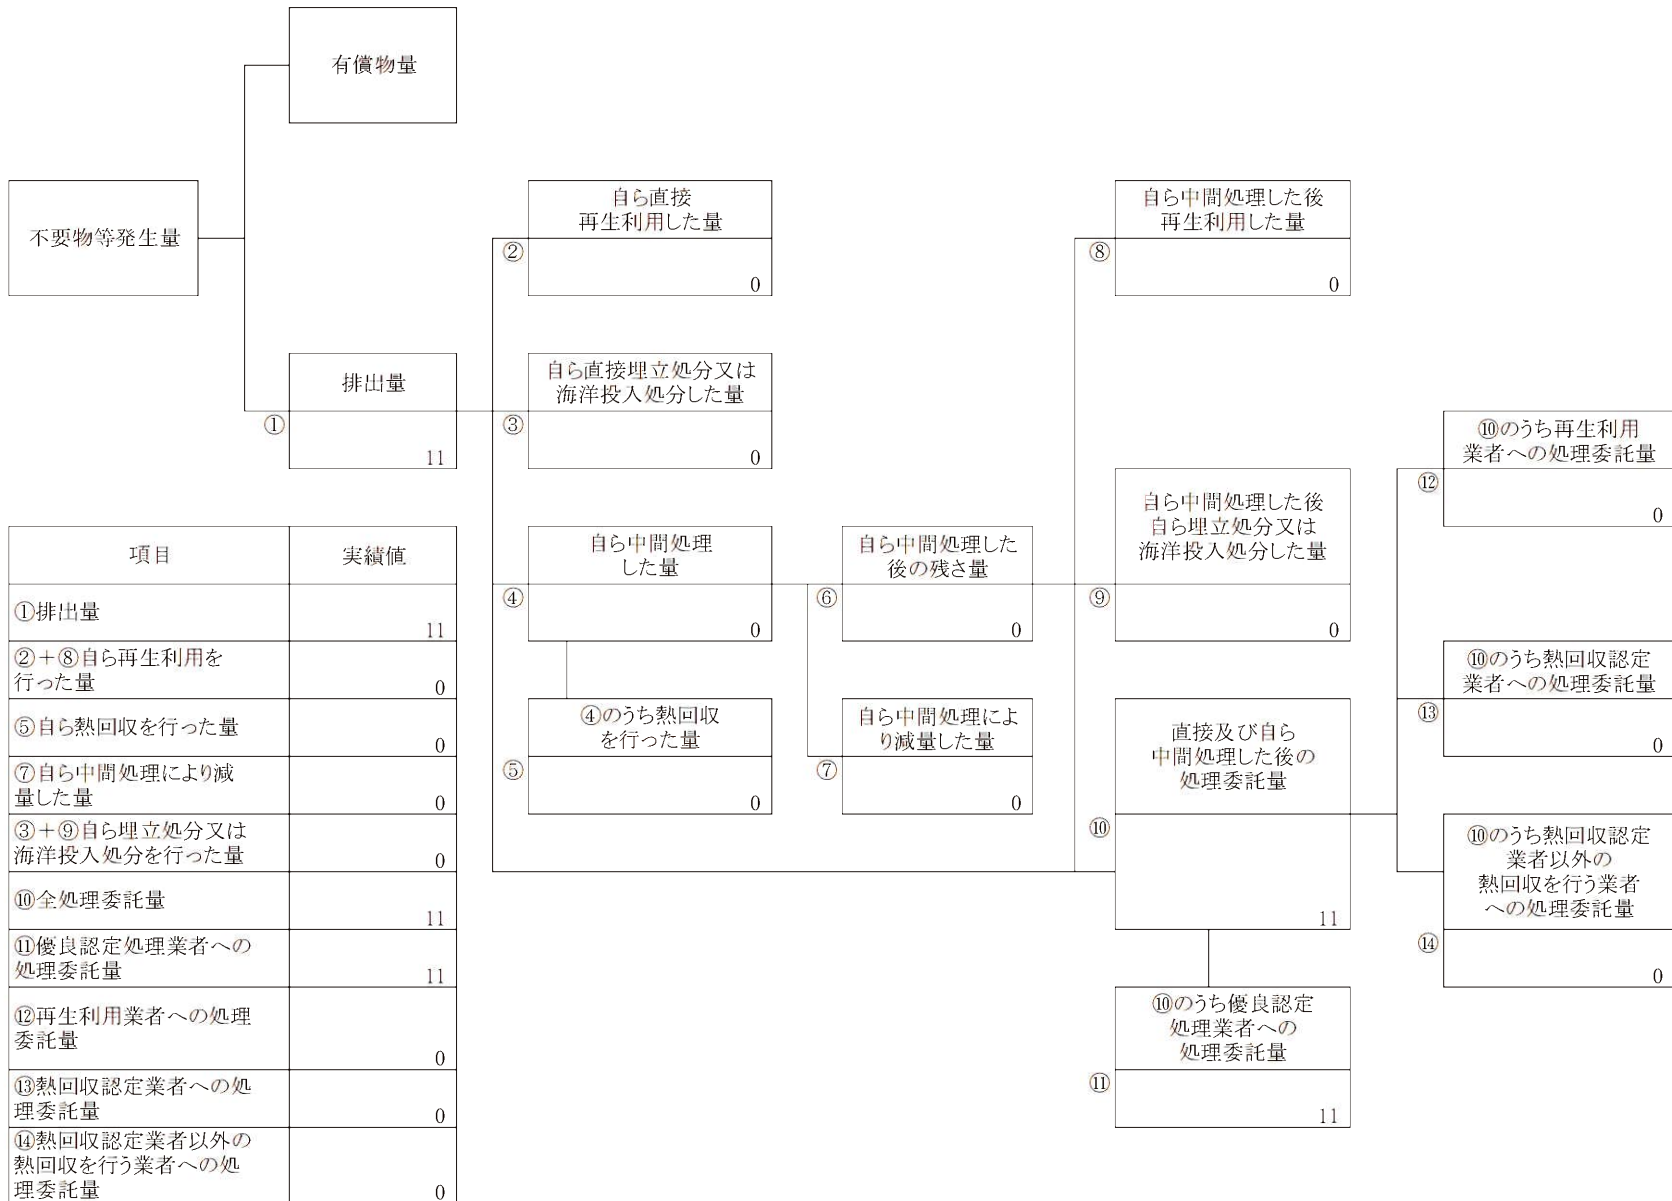 有償物量
不要物等発生量
自ら直接
再生利用した量
②
0
自ら中間処理した後
再生利用した量
⑧
0
排出量
①
11
自ら直接埋立処分又は
海洋投入処分した量
③
0
⑩のうち再生利用
業者への処理委託量
⑫
0
自ら中間処理
した量
④
0
自ら中間処理した
後の残さ量
⑥
0
自ら中間処理した後
自ら埋立処分又は
海洋投入処分した量
⑨
0
⑩のうち熱回収認定
業者への処理委託量
⑬
0
④のうち熱回収
を行った量
⑤
0
自ら中間処理によ
り減量した量
⑦
0
直接及び自ら
中間処理した後の
処理委託量
⑩
11
⑩のうち熱回収認定
業者以外の
熱回収を行う業者
への処理委託量
⑭
0
⑩のうち優良認定
処理業者への
処理委託量
⑪
11
項目 実績値
①排出量
11
②+⑧自ら再生利用を
行った量
0
⑤自ら熱回収を行った量
0
⑦自ら中間処理により減
量した量
0
③+⑨自ら埋立処分又は
海洋投入処分を行った量
0
⑩全処理委託量
11
⑪優良認定処理業者への
処理委託量
11
⑫再生利用業者への処理
委託量
0
⑬熱回収認定業者への処
理委託量
0
⑭熱回収認定業者以外の
熱回収を行う業者への処
理委託量
0